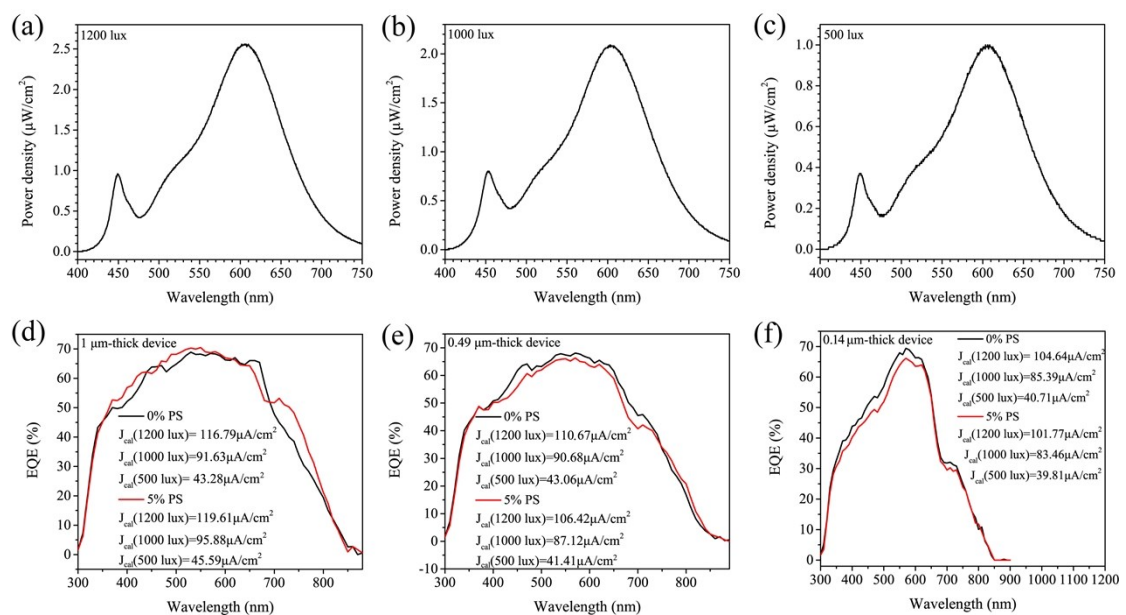 (a)
1200 lux
2.5
2.0
1.5
1.0
0.5
0.0
Power density (µW/cm²)
400 450 500 550 600 650 700 750
Wavelength (nm)
(b)
1000 lux
2.0
1.5
1.0
0.5
0.0
Power density (µW/cm²)
400 450 500 550 600 650 700 750
Wavelength (nm)
(c)
500 lux
1.0
0.8
0.6
0.4
0.2
0.0
Power density (µW/cm²)
400 450 500 550 600 650 700 750
Wavelength (nm)
(d)
1 µm-thick device
70
60
50
40
30
20
10
0
EQE (%)
0% PS
Jcal(1200 lux)= 116.79µA/cm²
Jcal(1000 lux)=91.63µA/cm²
Jcal(500 lux)=43.28µA/cm²
5% PS
Jcal(1200 lux)=119.61µA/cm²
Jcal(1000 lux)=95.88µA/cm²
Jcal(500 lux)=45.59µA/cm²
300 400 500 600 700 800
Wavelength (nm)
(e)
0.49 µm-thick device
80
70
60
50
40
30
20
10
0
-10
EQE (%)
0% PS
Jcal(1200 lux)=110.67µA/cm²
Jcal(1000 lux)=90.68µA/cm²
Jcal(500 lux)=43.06µA/cm²
5% PS
Jcal(1200 lux)=106.42µA/cm²
Jcal(1000 lux)=87.12µA/cm²
Jcal(500 lux)=41.41µA/cm²
300 400 500 600 700 800
Wavelength (nm)
(f)
0.14 µm-thick device
70
60
50
40
30
20
10
0
EQE (%)
0% PS
Jcal(1200 lux)= 104.64µA/cm²
Jcal(1000 lux)=85.39µA/cm²
Jcal(500 lux)=40.71µA/cm²
5% PS
Jcal(1200 lux)=101.77µA/cm²
Jcal(1000 lux)=83.46µA/cm²
Jcal(500 lux)=39.81µA/cm²
300 400 500 600 700 800 900 1000 1100 1200
Wavelength (nm)